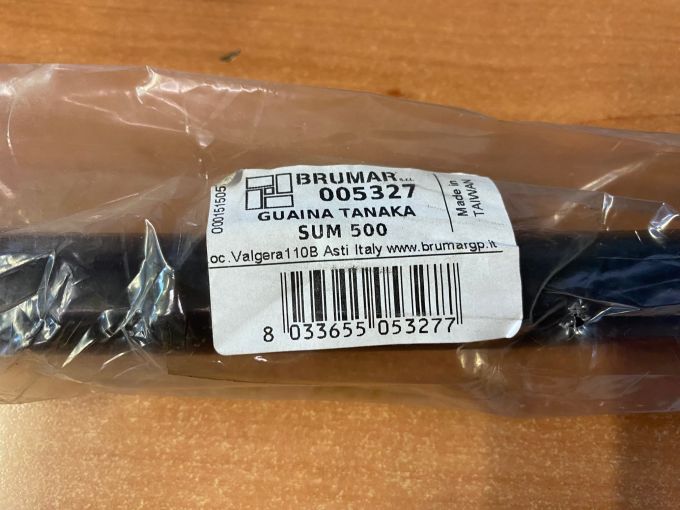 BRUMAR S.r.l.
005327
GUAINA TANAKA
SUM 500
oc.Valgera110B Asti Italy www.brumargp.it
8 033655 053277
000151505
Made in
TAIWAN